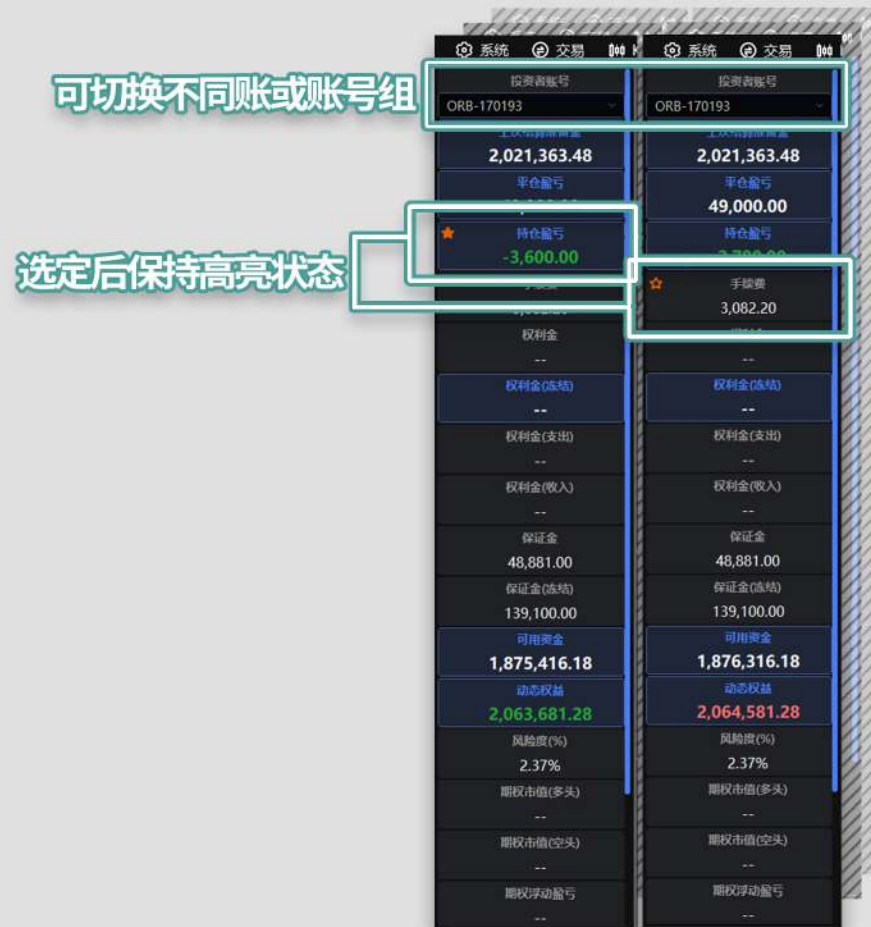 系统 交易
系统 交易
可切换不同账或账号组
投资者账号
ORB-170193
投资者账号
ORB-170193
2,021,363.48
2,021,363.48
平仓盈亏
平仓盈亏
49,000.00
选定后保持高亮状态
持仓盈亏
-3,600.00
持仓盈亏
手续费
3,082.20
权利金
--
--
权利金(冻结)
--
权利金(冻结)
--
权利金(支出)
--
权利金(支出)
--
权利金(收入)
--
权利金(收入)
--
保证金
48,881.00
保证金
48,881.00
保证金(冻结)
139,100.00
保证金(冻结)
139,100.00
可用资金
1,875,416.18
可用资金
1,876,316.18
动态权益
2,063,681.28
动态权益
2,064,581.28
风险度(%)
2.37%
风险度(%)
2.37%
期权市值(多头)
--
期权市值(多头)
--
期权市值(空头)
--
期权市值(空头)
--
期权浮动盈亏
--
期权浮动盈亏
--